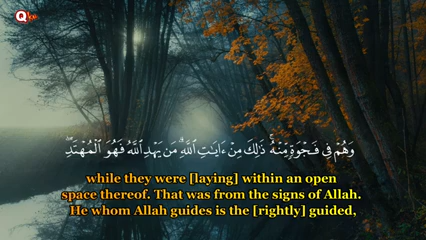 Q
وَهُمْ فِي فَجْوَةٍ مِّنْهُ ۚ ذَٰلِكَ مِنْ ءَايَٰتِ ٱللَّهِ ۗ مَن يَهْدِ ٱللَّهُ فَهُوَ ٱلْمُهْتَدِ ۖ
while they were [laying] within an open
space thereof. That was from the signs of Allah.
He whom Allah guides is the [rightly] guided,